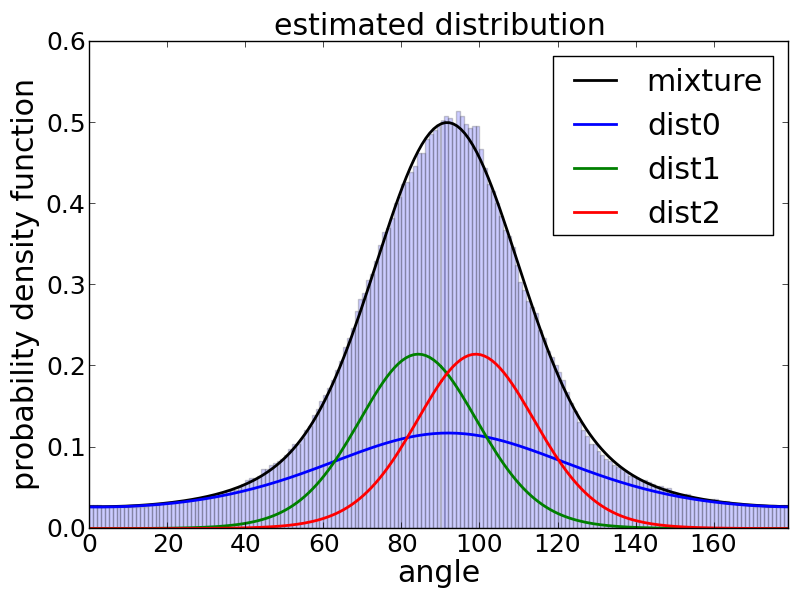 estimated distribution
probability density function
0.6
0.5
0.4
0.3
0.2
0.1
0.0
mixture
dist0
dist1
dist2
0 20 40 60 80 100 120 140 160
angle